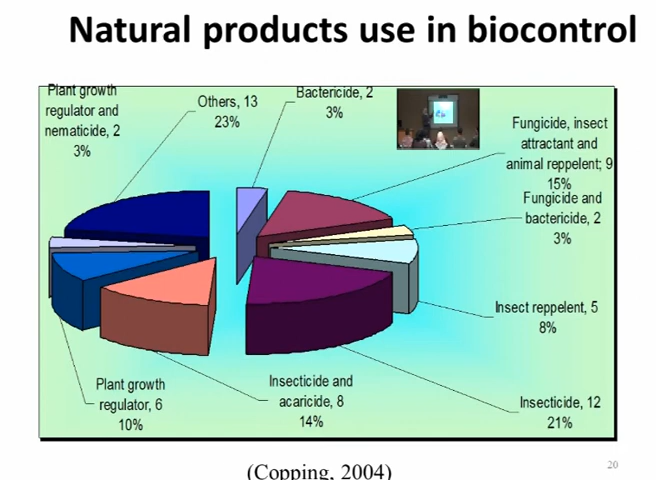 Natural products use in biocontrol
Plant growth
regulator and
nematicide, 2
3%
Others, 13
23%
Bactericide, 2
3%
Fungicide, insect
attractant and
animal reppelent; 9
15%
Fungicide and
bactericide, 2
3%
Insect reppelent, 5
8%
Insecticide, 12
21%
Insecticide and
acaricide, 8
14%
Plant growth
regulator, 6
10%
(Copping, 2004)
20